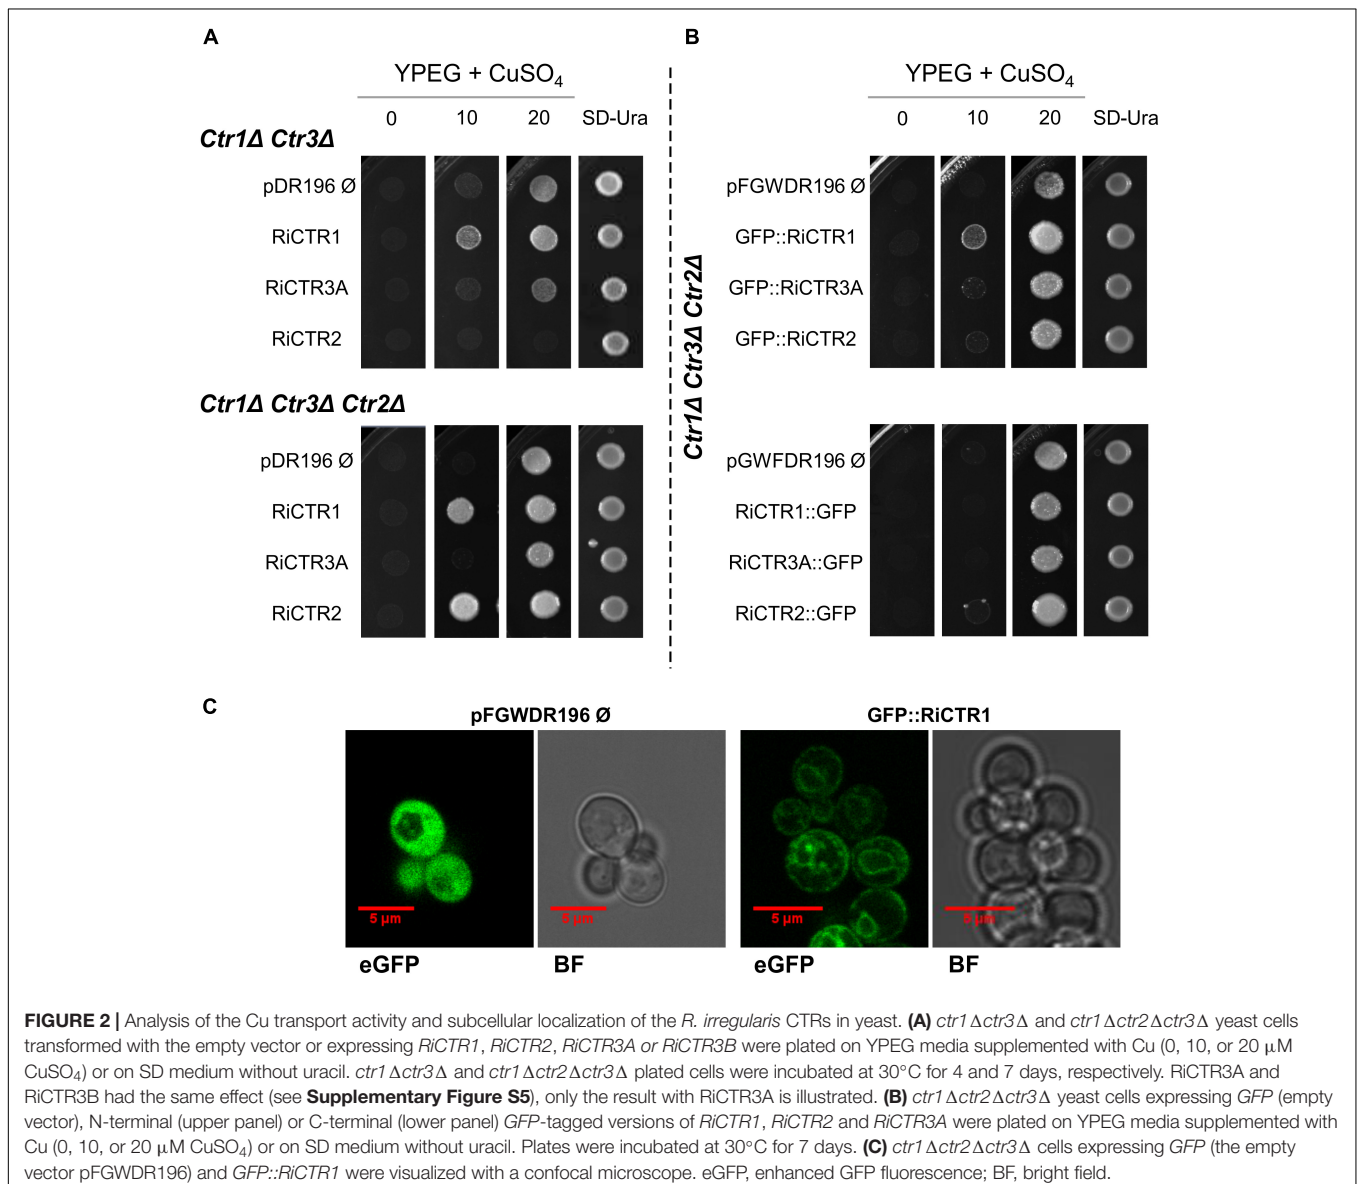 A
YPEG + CuSO₄
0 10 20 SD-Ura
Ctr1Δ Ctr3Δ
pDR196 Ø
RiCTR1
RiCTR3A
RiCTR2
Ctr1Δ Ctr3Δ Ctr2Δ
pDR196 Ø
RiCTR1
RiCTR3A
RiCTR2
B
YPEG + CuSO₄
0 10 20 SD-Ura
Ctr1Δ Ctr3Δ Ctr2Δ
pFGWDR196 Ø
GFP::RiCTR1
GFP::RiCTR3A
GFP::RiCTR2
pGWFDR196 Ø
RiCTR1::GFP
RiCTR3A::GFP
RiCTR2::GFP
C
pFGWDR196 Ø GFP::RiCTR1
5 µm 5 µm 5 µm 5 µm
eGFP BF eGFP BF
FIGURE 2 | Analysis of the Cu transport activity and subcellular localization of the R. irregularis CTRs in yeast. (A) ctr1Δctr3Δ and ctr1Δctr2Δctr3Δ yeast cells
transformed with the empty vector or expressing RiCTR1, RiCTR2, RiCTR3A or RiCTR3B were plated on YPEG media supplemented with Cu (0, 10, or 20 µM
CuSO₄) or on SD medium without uracil. ctr1Δctr3Δ and ctr1Δctr2Δctr3Δ plated cells were incubated at 30°C for 4 and 7 days, respectively. RiCTR3A and
RiCTR3B had the same effect (see Supplementary Figure S5), only the result with RiCTR3A is illustrated. (B) ctr1Δctr2Δctr3Δ yeast cells expressing GFP (empty
vector), N-terminal (upper panel) or C-terminal (lower panel) GFP-tagged versions of RiCTR1, RiCTR2 and RiCTR3A were plated on YPEG media supplemented with
Cu (0, 10, or 20 µM CuSO₄) or on SD medium without uracil. Plates were incubated at 30°C for 7 days. (C) ctr1Δctr2Δctr3Δ cells expressing GFP (the empty
vector pFGWDR196) and GFP::RiCTR1 were visualized with a confocal microscope. eGFP, enhanced GFP fluorescence; BF, bright field.